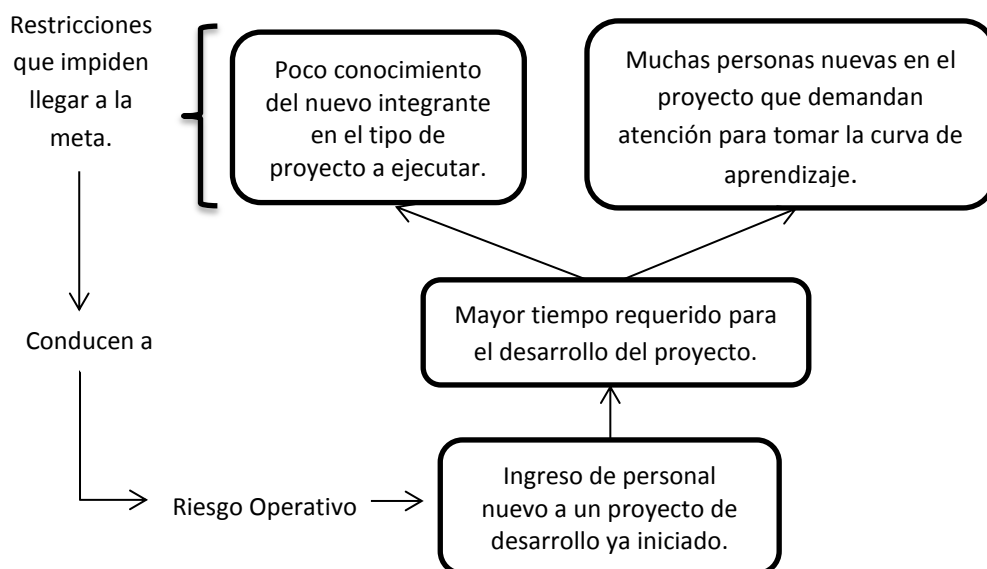 Restricciones
que impiden
llegar a la
meta.
Poco conocimiento
del nuevo integrante
en el tipo de
proyecto a ejecutar.
Muchas personas nuevas en el
proyecto que demandan
atención para tomar la curva de
aprendizaje.
Mayor tiempo requerido para
el desarrollo del proyecto.
Conducen a
Riesgo Operativo
Ingreso de personal
nuevo a un proyecto de
desarrollo ya iniciado.